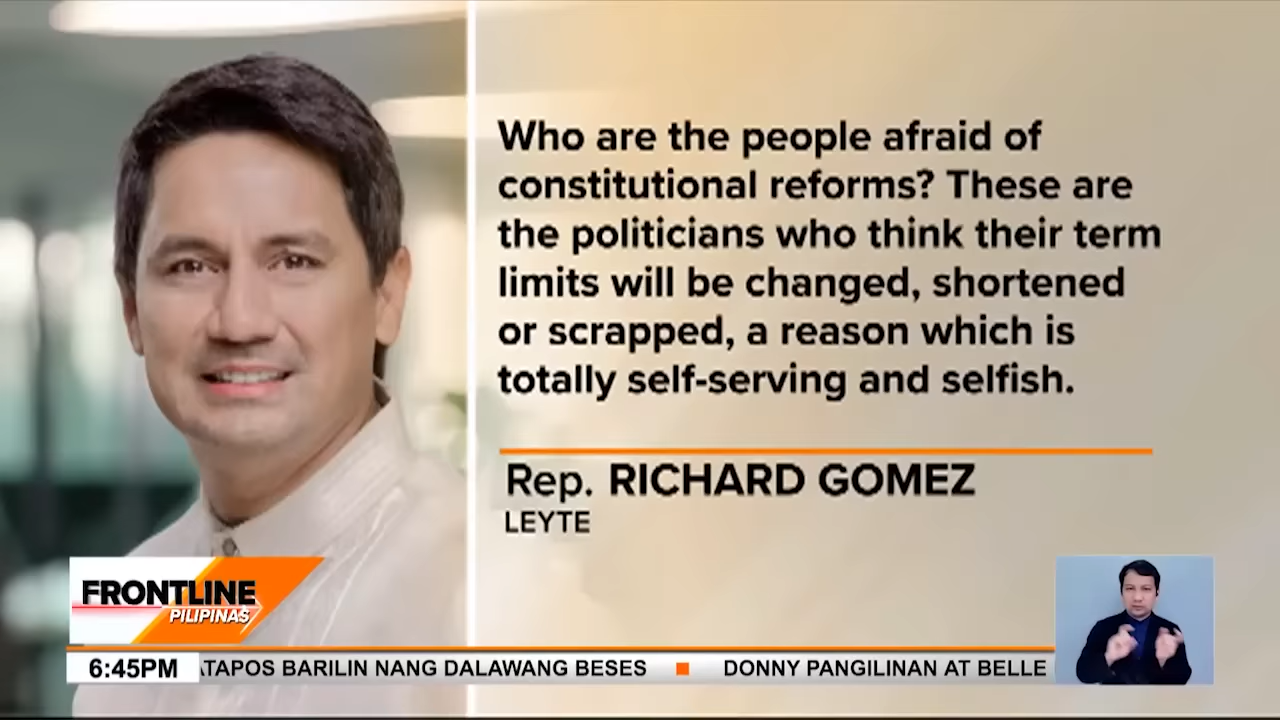 Who are the people afraid of
constitutional reforms? These are
the politicians who think their term
limits will be changed, shortened
or scrapped, a reason which is
totally self-serving and selfish.
Rep. RICHARD GOMEZ
LEYTE
FRONTLINE
PILIPINAS
6:45PM ATAPOS BARILIN NANG DALAWANG BESES ■ DONNY PANGILINAN AT BELLE